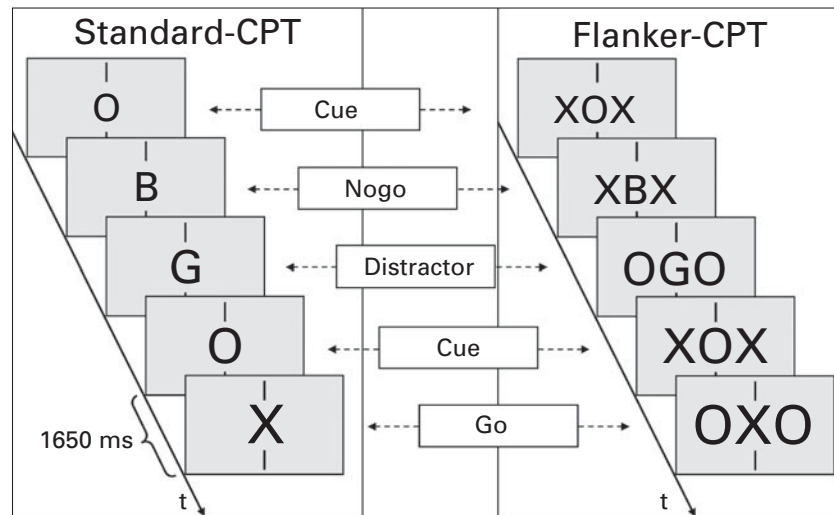 Standard-CPT
Flanker-CPT
O
Cue
XOX
B
Nogo
XBX
G
Distractor
OGO
O
Cue
XOX
X
Go
OXO
1650 ms
t
t